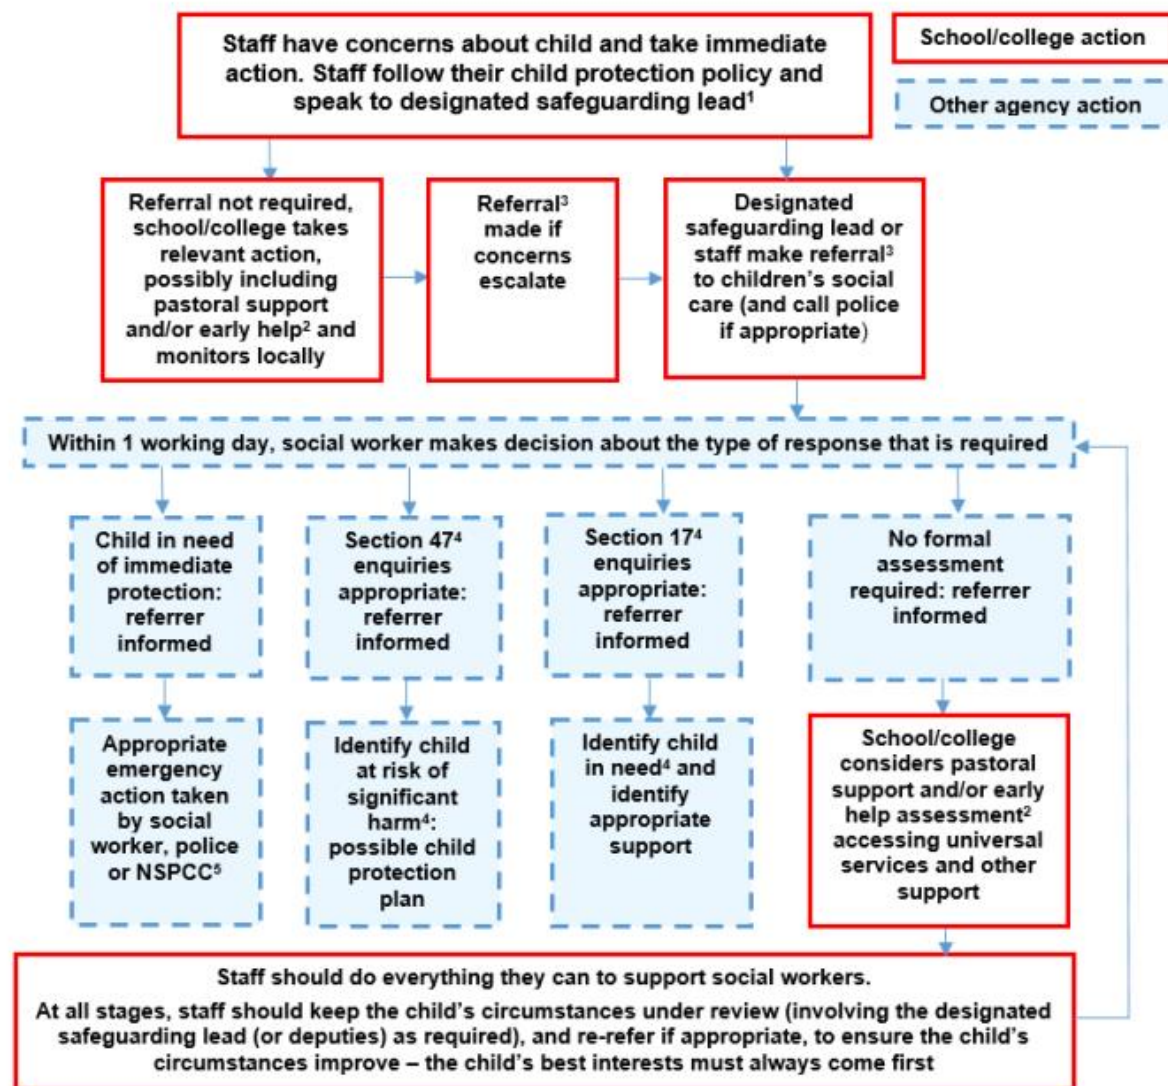 Staff have concerns about child and take immediate
action. Staff follow their child protection policy and
speak to designated safeguarding lead¹
School/college action
Other agency action
Referral not required,
school/college takes
relevant action,
possibly including
pastoral support
and/or early help² and
monitors locally
Referral³
made if
concerns
escalate
Designated
safeguarding lead or
staff make referral³
to children's social
care (and call police
if appropriate)
Within 1 working day, social worker makes decision about the type of response that is required
Child in need
of immediate
protection:
referrer
informed
Section 47⁴
enquiries
appropriate:
referrer
informed
Section 17⁴
enquiries
appropriate:
referrer
informed
No formal
assessment
required: referrer
informed
Appropriate
emergency
action taken
by social
worker, police
or NSPCC⁵
Identify child
at risk of
significant
harm⁴:
possible child
protection
plan
Identify child
in need⁴ and
identify
appropriate
support
School/college
considers pastoral
support and/or early
help assessment²
accessing universal
services and other
support
Staff should do everything they can to support social workers.
At all stages, staff should keep the child's circumstances under review (involving the designated
safeguarding lead (or deputies) as required), and re-refer if appropriate, to ensure the child's
circumstances improve – the child's best interests must always come first